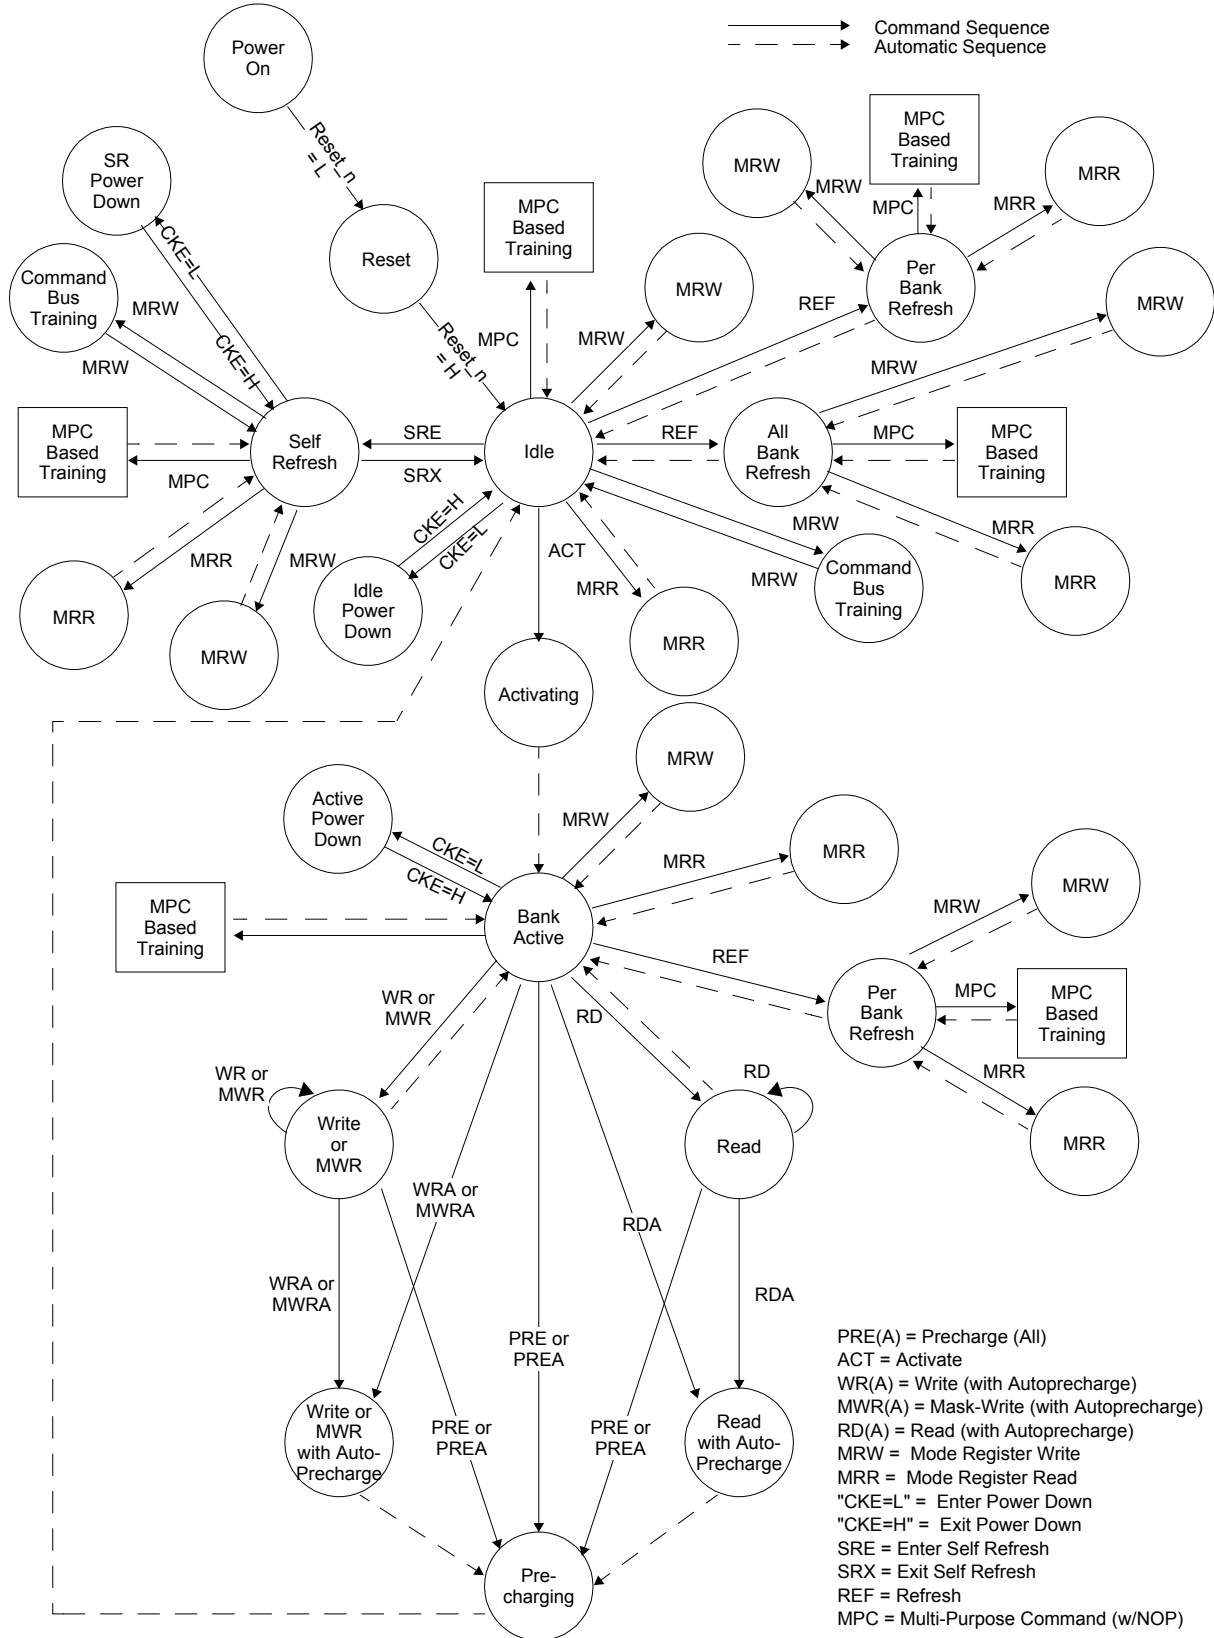 Command Sequence
Automatic Sequence
Power
On
Reset_n
= L
SR
Power
Down
Reset
CKE=L
CKE=H
Command
Bus
Training
MRW
MRW
MPC
Based
Training
MPC
Reset_n
= H
MRW
MRW
MRW
MRW
MPC
Based
Training
MPC
MRR
MRR
Per
Bank
Refresh
REF
MRW
MRW
MPC
Based
Training
MPC
Self
Refresh
SRE
SRX
Idle
REF
All
Bank
Refresh
MPC
MPC
Based
Training
MRR
MRR
MRR
MRR
MRW
MRW
CKE=H
CKE=L
Idle
Power
Down
ACT
MRR
MRR
MRW
MRW
Command
Bus
Training
Activating
Active
Power
Down
CKE=L
CKE=H
MRW
MRW
MRR
MRR
MPC
Based
Training
Bank
Active
REF
MRW
MRW
Per
Bank
Refresh
MPC
MPC
Based
Training
MRR
MRR
WR or
MWR
RD
WR or
MWR
RD
Write
or
MWR
Read
WRA or
MWRA
RDA
WRA or
MWRA
RDA
PRE or
PREA
PRE or
PREA
PRE or
PREA
Write or
MWR
with Auto-
Precharge
Read
with Auto-
Precharge
Pre-
charging
PRE(A) = Precharge (All)
ACT = Activate
WR(A) = Write (with Autoprecharge)
MWR(A) = Mask-Write (with Autoprecharge)
RD(A) = Read (with Autoprecharge)
MRW = Mode Register Write
MRR = Mode Register Read
"CKE=L" = Enter Power Down
"CKE=H" = Exit Power Down
SRE = Enter Self Refresh
SRX = Exit Self Refresh
REF = Refresh
MPC = Multi-Purpose Command (w/NOP)